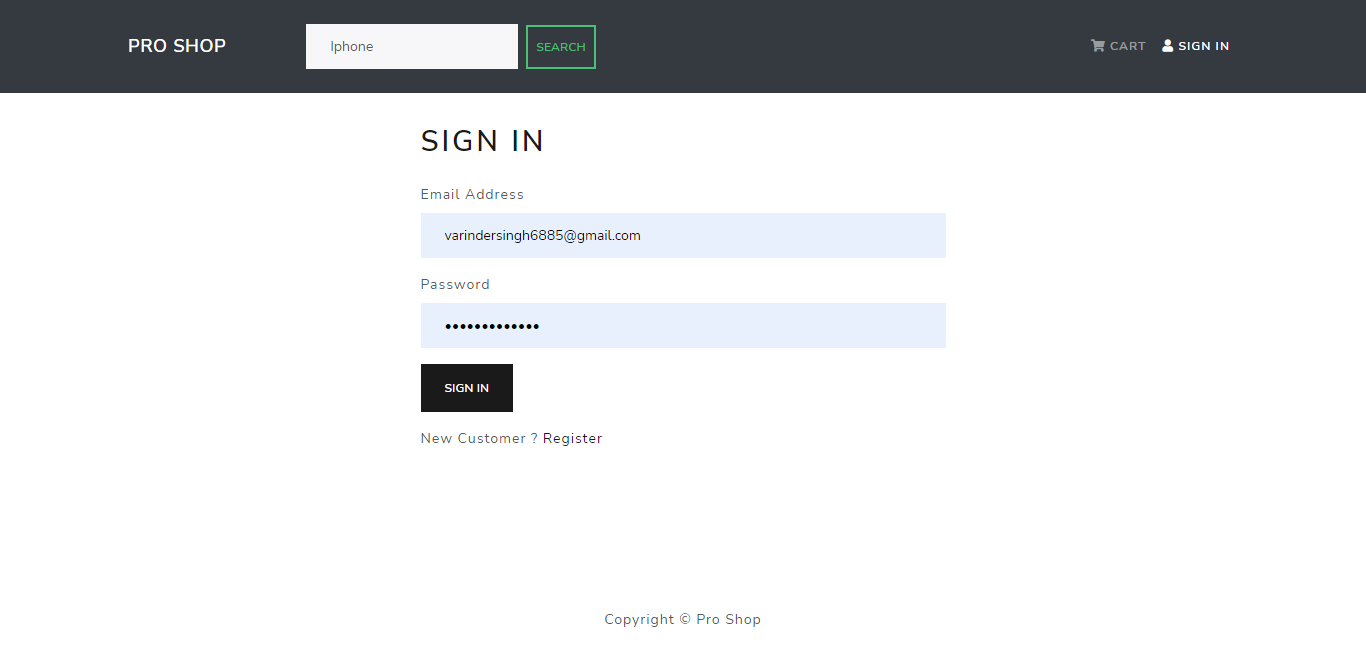 PRO SHOP Iphone SEARCH CART SIGN IN
SIGN IN
Email Address
varindersingh6885@gmail.com
Password
•••••••••••••
SIGN IN
New Customer ? Register
Copyright © Pro Shop